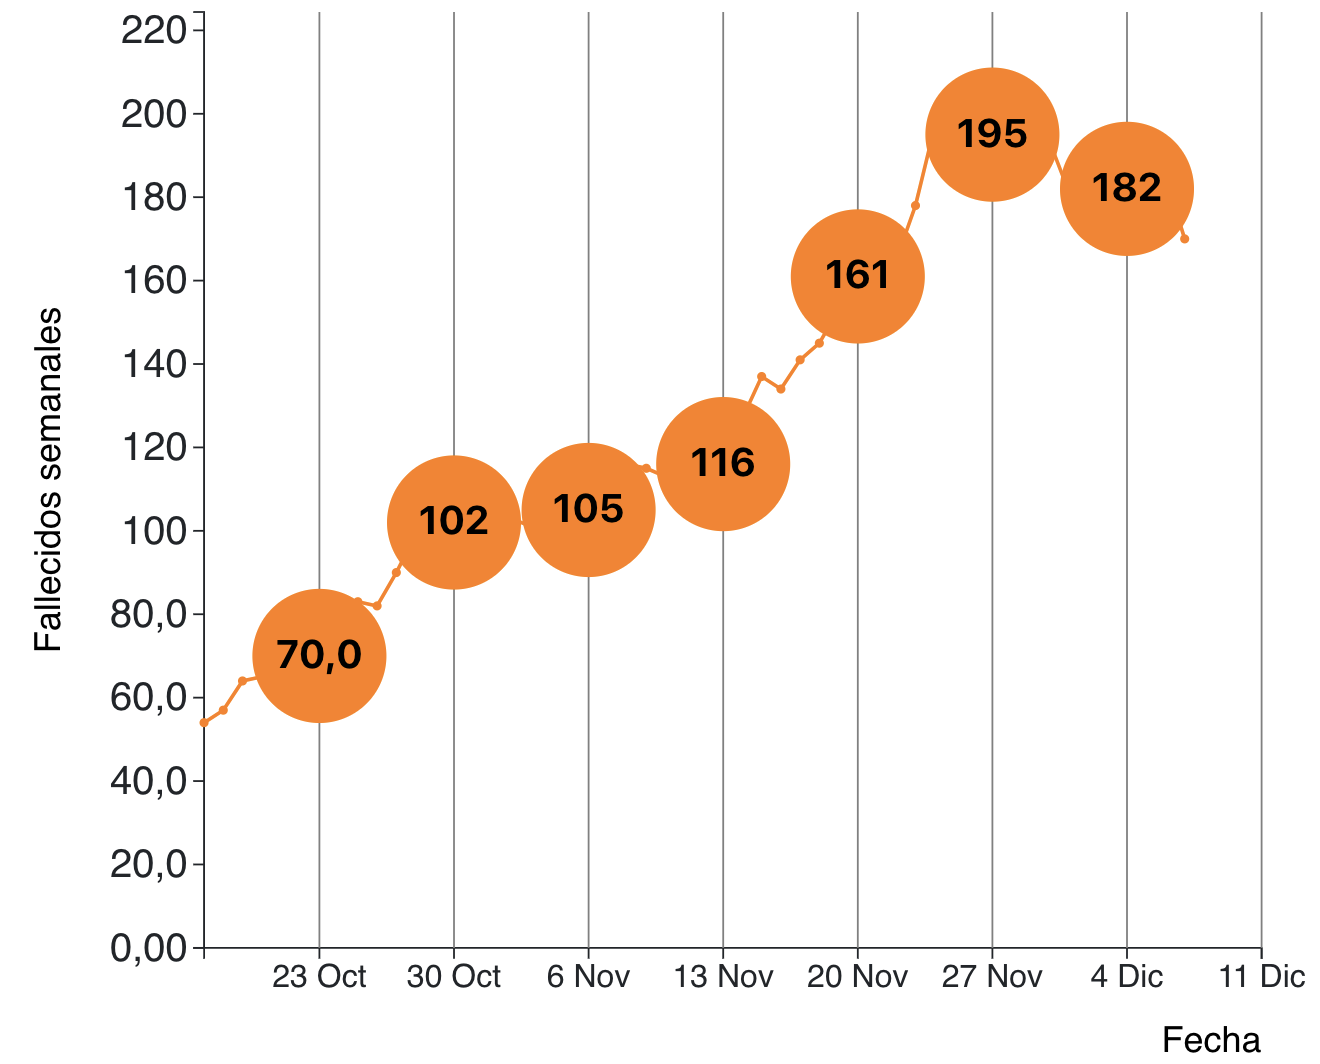 Fallecidos semanales
220
200
180
160
140
120
100
80,0
60,0
40,0
20,0
0,00
70,0
102
105
116
161
195
182
23 Oct
30 Oct
6 Nov
13 Nov
20 Nov
27 Nov
4 Dic
11 Dic
Fecha